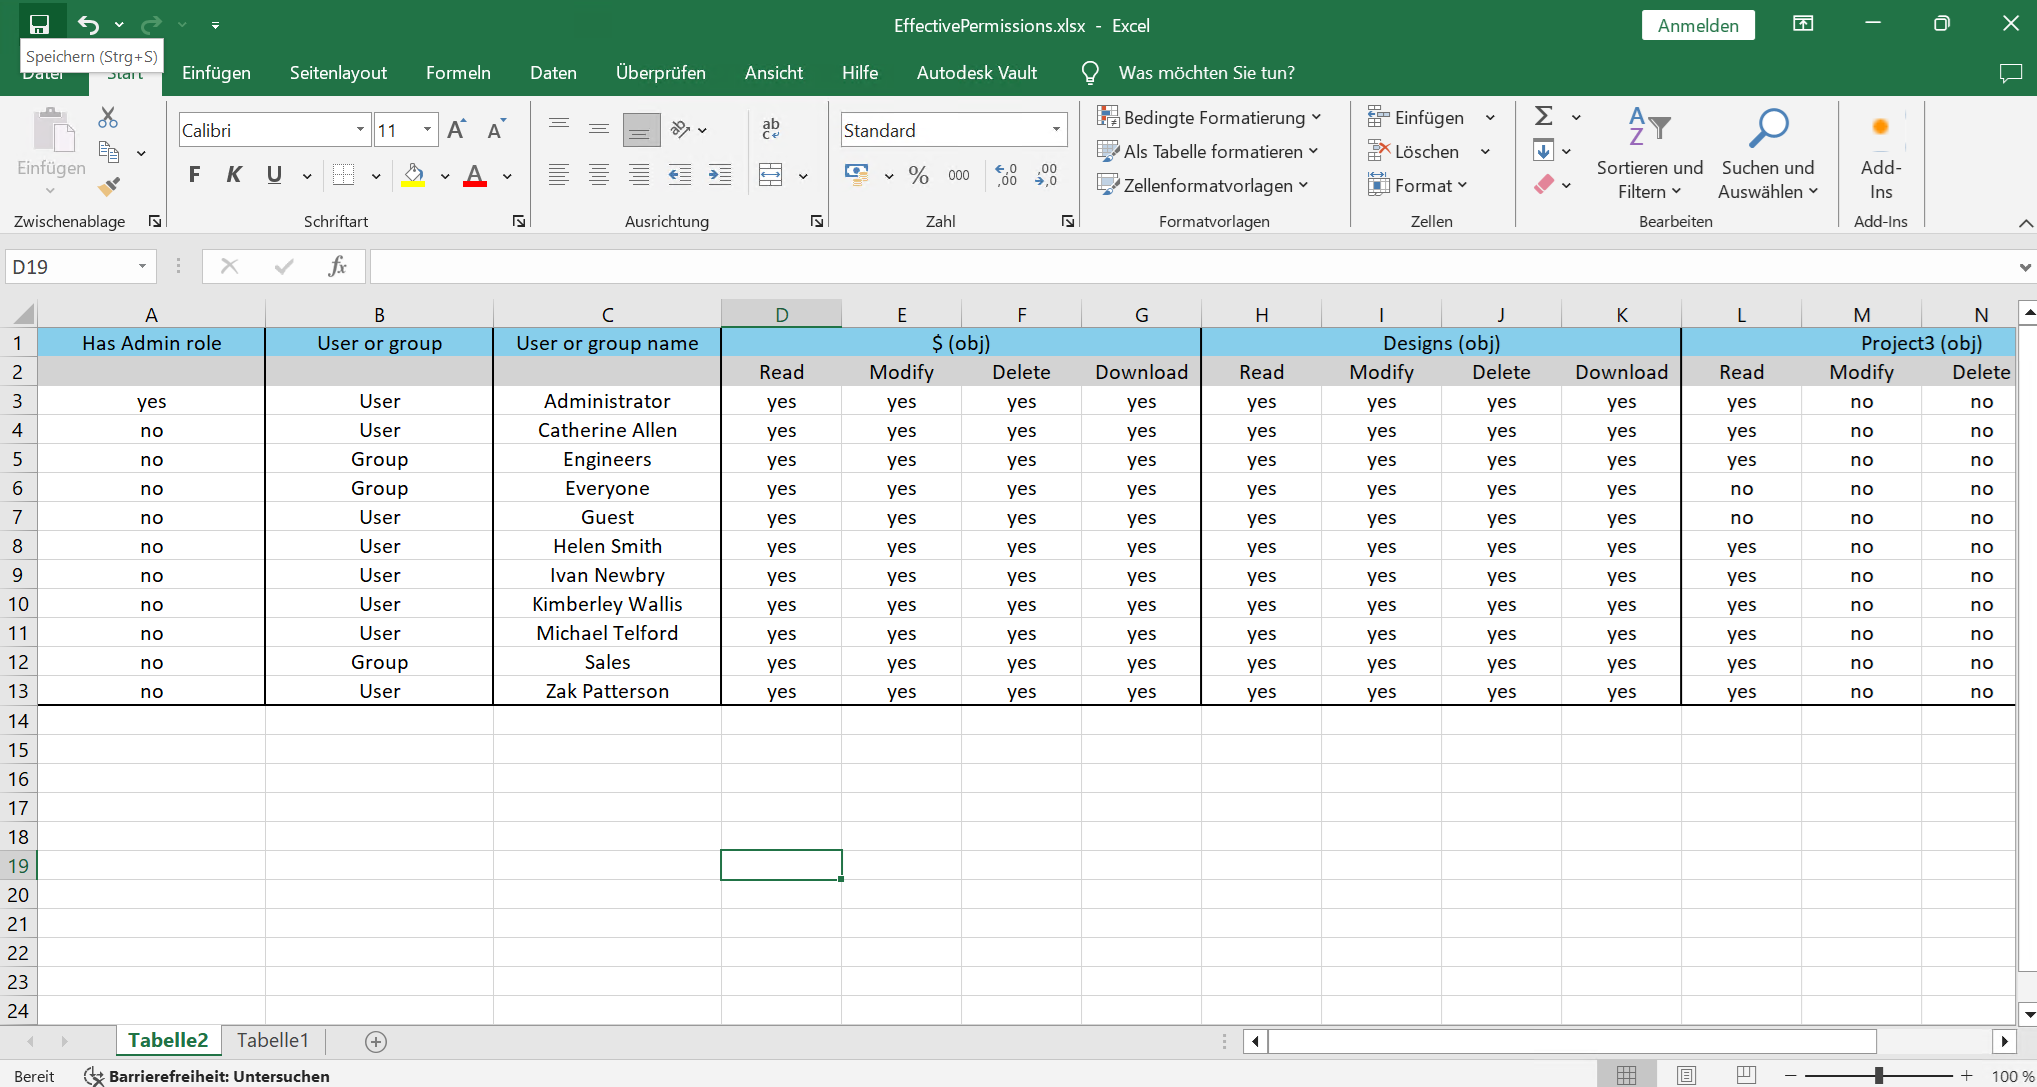 EffectivePermissions.xlsx - Excel
Anmelden
Speichern (Strg+S)
Datei Start Einfügen Seitenlayout Formeln Daten Überprüfen Ansicht Hilfe Autodesk Vault Was möchten Sie tun?
Einfügen
Zwischenablage
Calibri 11
F K U
Schriftart
ab
c
Ausrichtung
Standard
% 000 ,0 ,00 ,00 ,0
Zahl
Bedingte Formatierung
Als Tabelle formatieren
Zellenformatvorlagen
Formatvorlagen
Einfügen
Löschen
Format
Zellen
Sortieren und
Filtern
Suchen und
Auswählen
Bearbeiten
Add-
Ins
Add-Ins
D19 fx
A B C D E F G H I J K L M N
1 Has Admin role User or group User or group name $ (obj) Designs (obj) Project3 (obj)
2 Read Modify Delete Download Read Modify Delete Download Read Modify Delete
3 yes User Administrator yes yes yes yes yes yes yes yes yes no no
4 no User Catherine Allen yes yes yes yes yes yes yes yes yes no no
5 no Group Engineers yes yes yes yes yes yes yes yes yes no no
6 no Group Everyone yes yes yes yes yes yes yes yes no no no
7 no User Guest yes yes yes yes yes yes yes yes no no no
8 no User Helen Smith yes yes yes yes yes yes yes yes yes no no
9 no User Ivan Newbry yes yes yes yes yes yes yes yes yes no no
10 no User Kimberley Wallis yes yes yes yes yes yes yes yes yes no no
11 no User Michael Telford yes yes yes yes yes yes yes yes yes no no
12 no Group Sales yes yes yes yes yes yes yes yes yes no no
13 no User Zak Patterson yes yes yes yes yes yes yes yes yes no no
14
15
16
17
18
19
20
21
22
23
24
Tabelle2 Tabelle1
Bereit Barrierefreiheit: Untersuchen 100 %